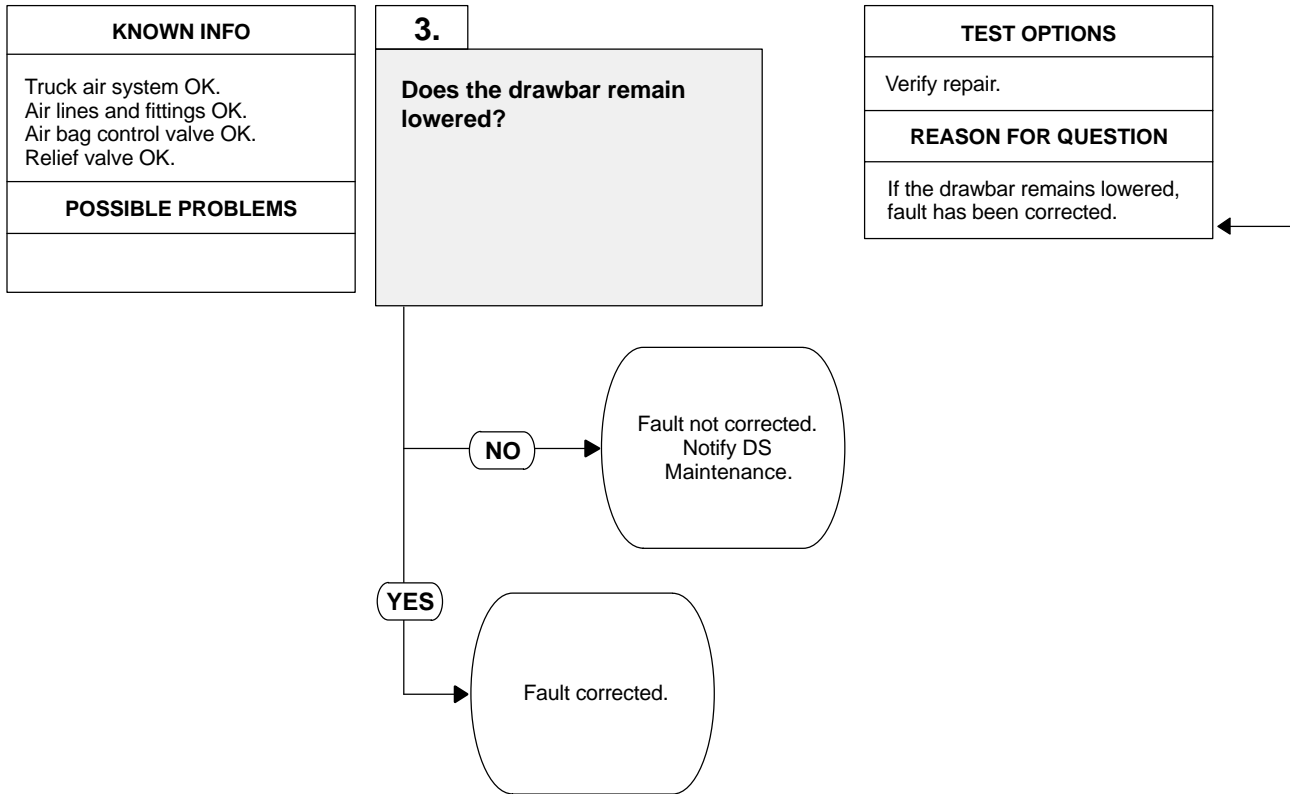 KNOWN INFO
Truck air system OK.
Air lines and fittings OK.
Air bag control valve OK.
Relief valve OK.
POSSIBLE PROBLEMS
3.
Does the drawbar remain
lowered?
TEST OPTIONS
Verify repair.
REASON FOR QUESTION
If the drawbar remains lowered,
fault has been corrected.
NO
Fault not corrected.
Notify DS
Maintenance.
YES
Fault corrected.